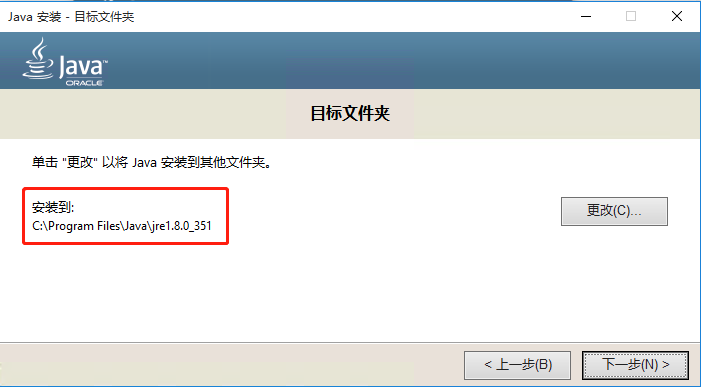 Java 安装 - 目标文件夹
Java™
ORACLE
目标文件夹
单击 "更改" 以将 Java 安装到其他文件夹。
安装到:
C:\Program Files\Java\jre1.8.0_351
更改(C)...
< 上一步(B)
下一步(N) >